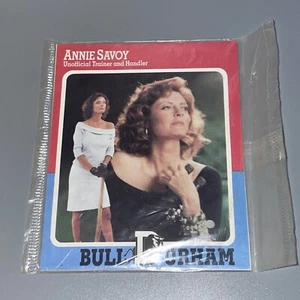 ANNIE SAVOY
Unofficial Trainer and Handler
BULL DURHAM